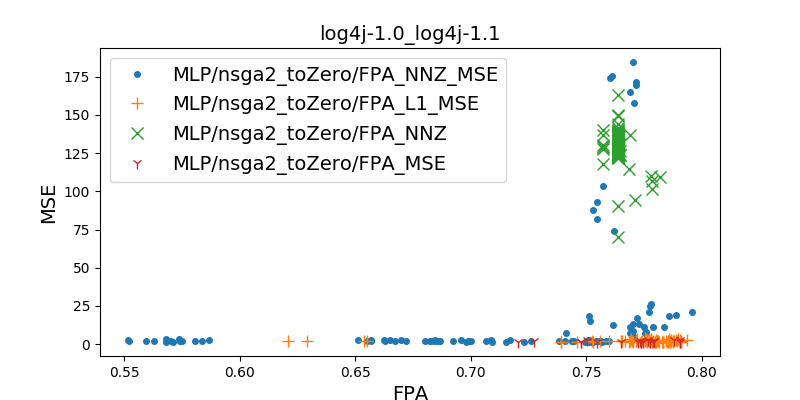 log4j-1.0_log4j-1.1
MLP/nsga2_toZero/FPA_NNZ_MSE
MLP/nsga2_toZero/FPA_L1_MSE
MLP/nsga2_toZero/FPA_NNZ
MLP/nsga2_toZero/FPA_MSE
MSE
175
150
125
100
75
50
25
0
0.55 0.60 0.65 0.70 0.75 0.80
FPA